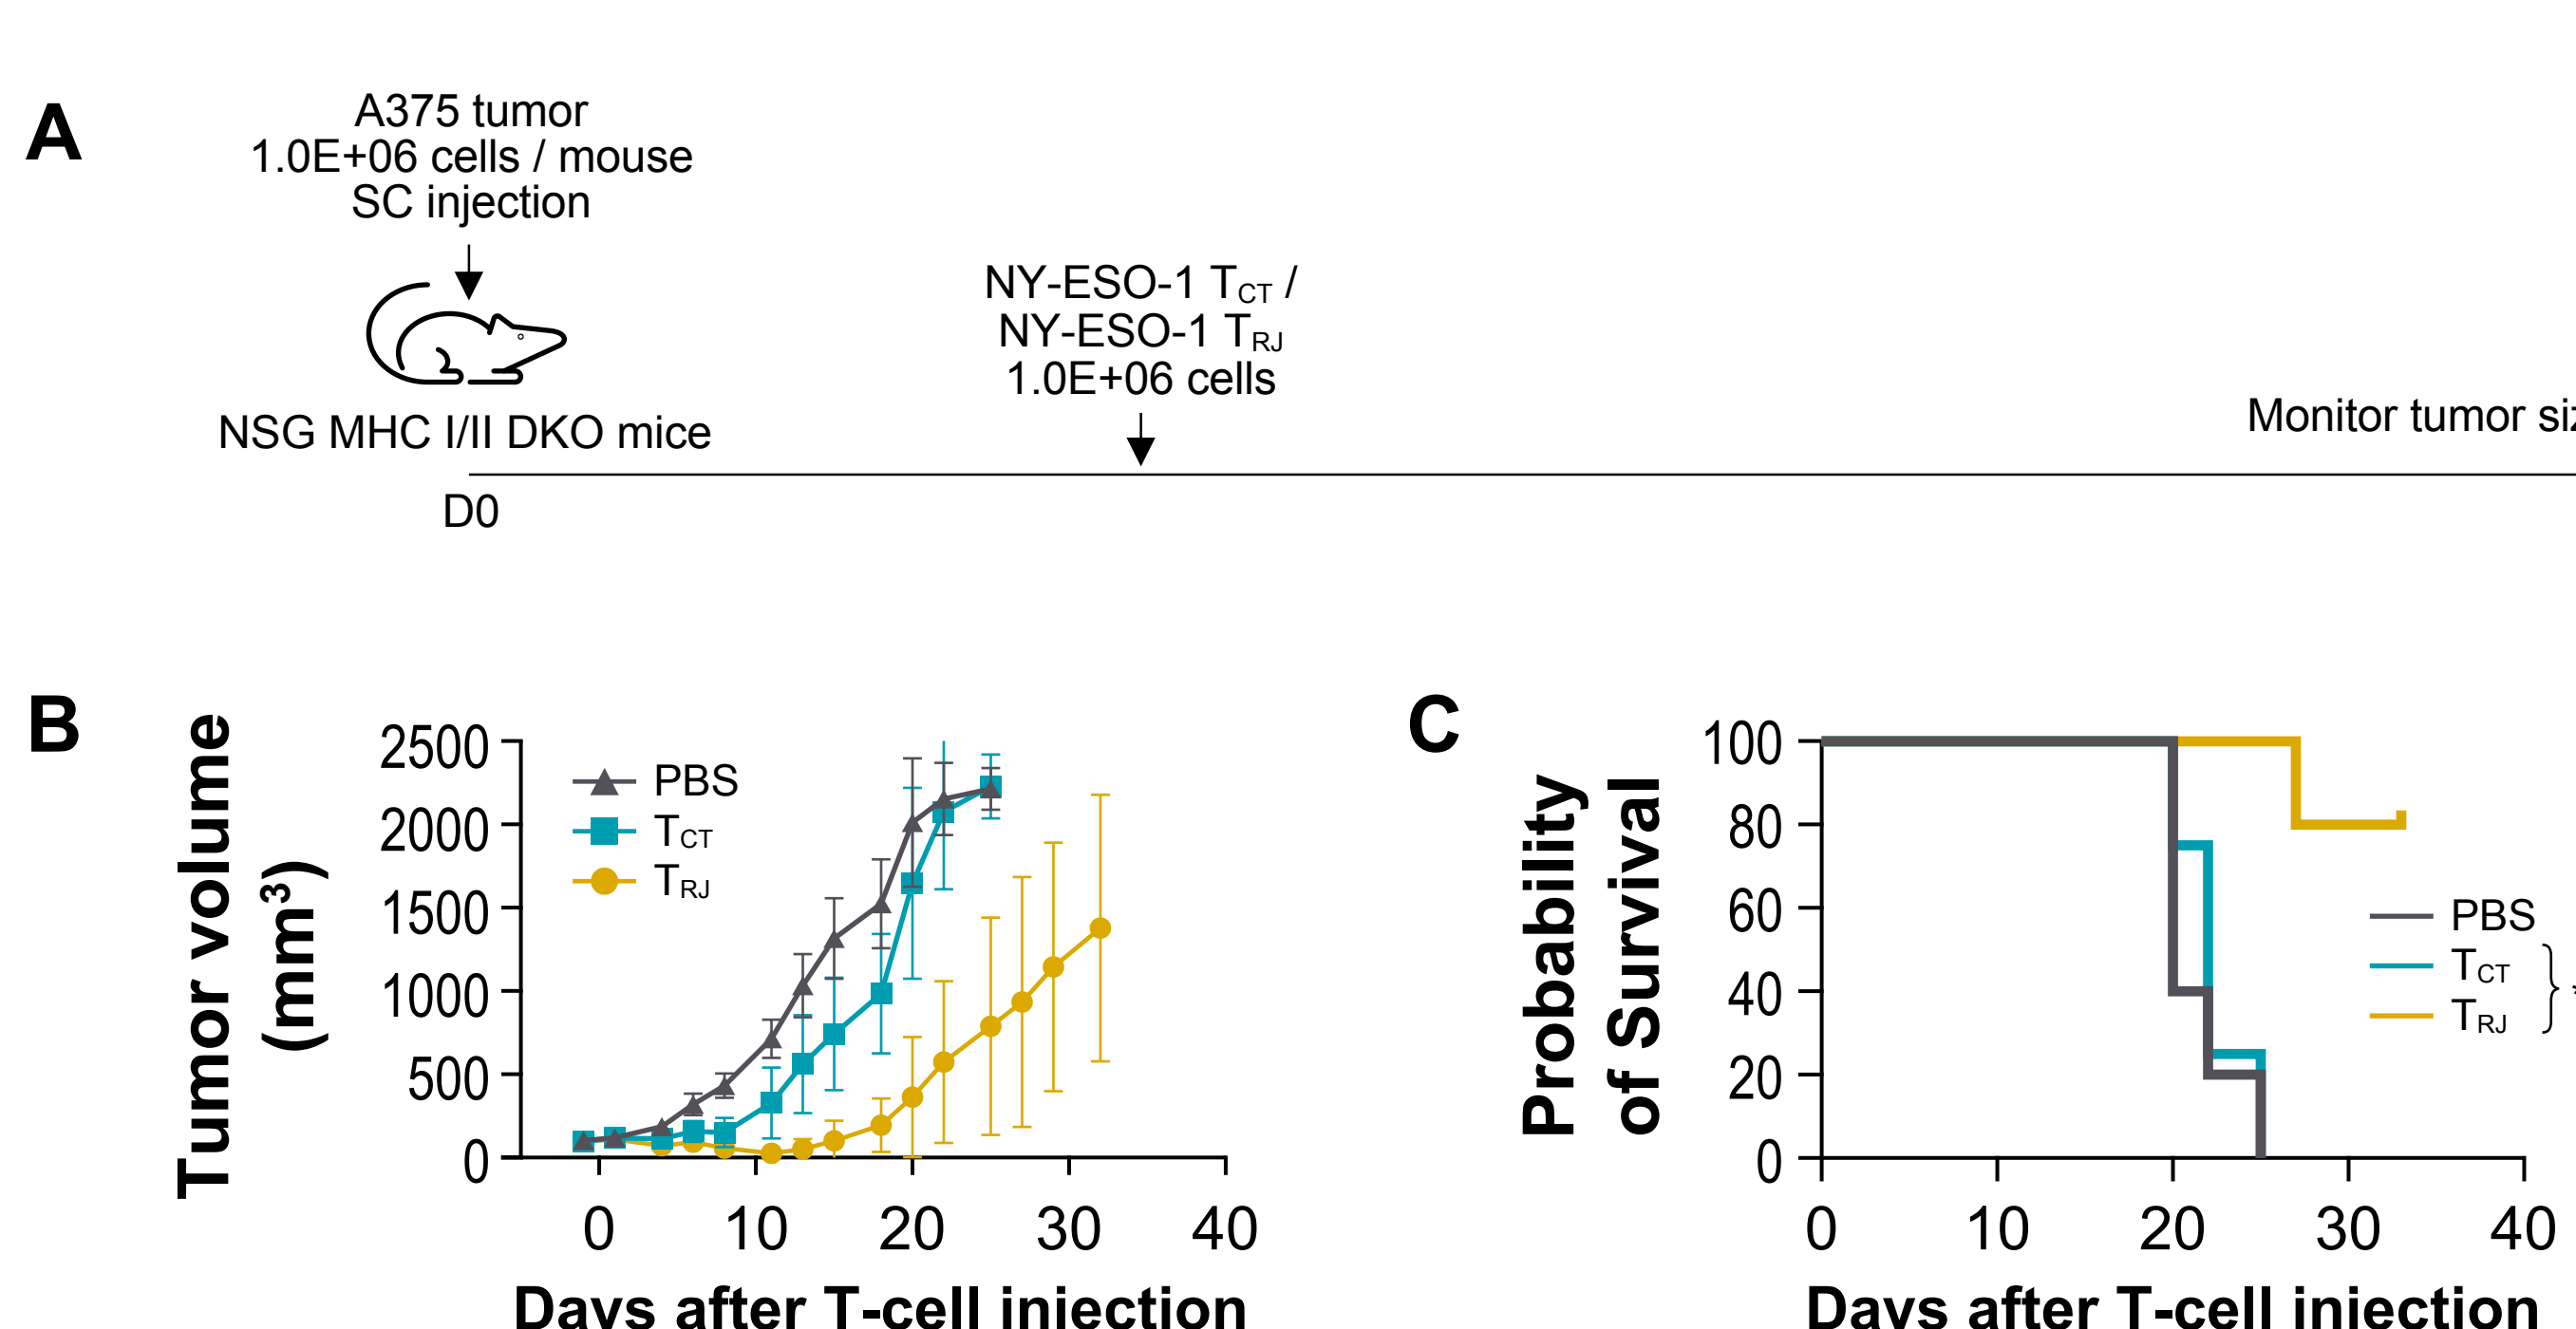 A
A375 tumor
1.0E+06 cells / mouse
SC injection
NSG MHC I/II DKO mice
D0
NY-ESO-1 TCT /
NY-ESO-1 TRJ
1.0E+06 cells
Monitor tumor
B
Tumor volume
(mm³)
2500
2000
1500
1000
500
0
PBS
TCT
TRJ
0 10 20 30 40
Days after T-cell injection
C
Probability
of Survival
100
80
60
40
20
0
PBS
TCT
TRJ
0 10 20 30 40
Days after T-cell injection